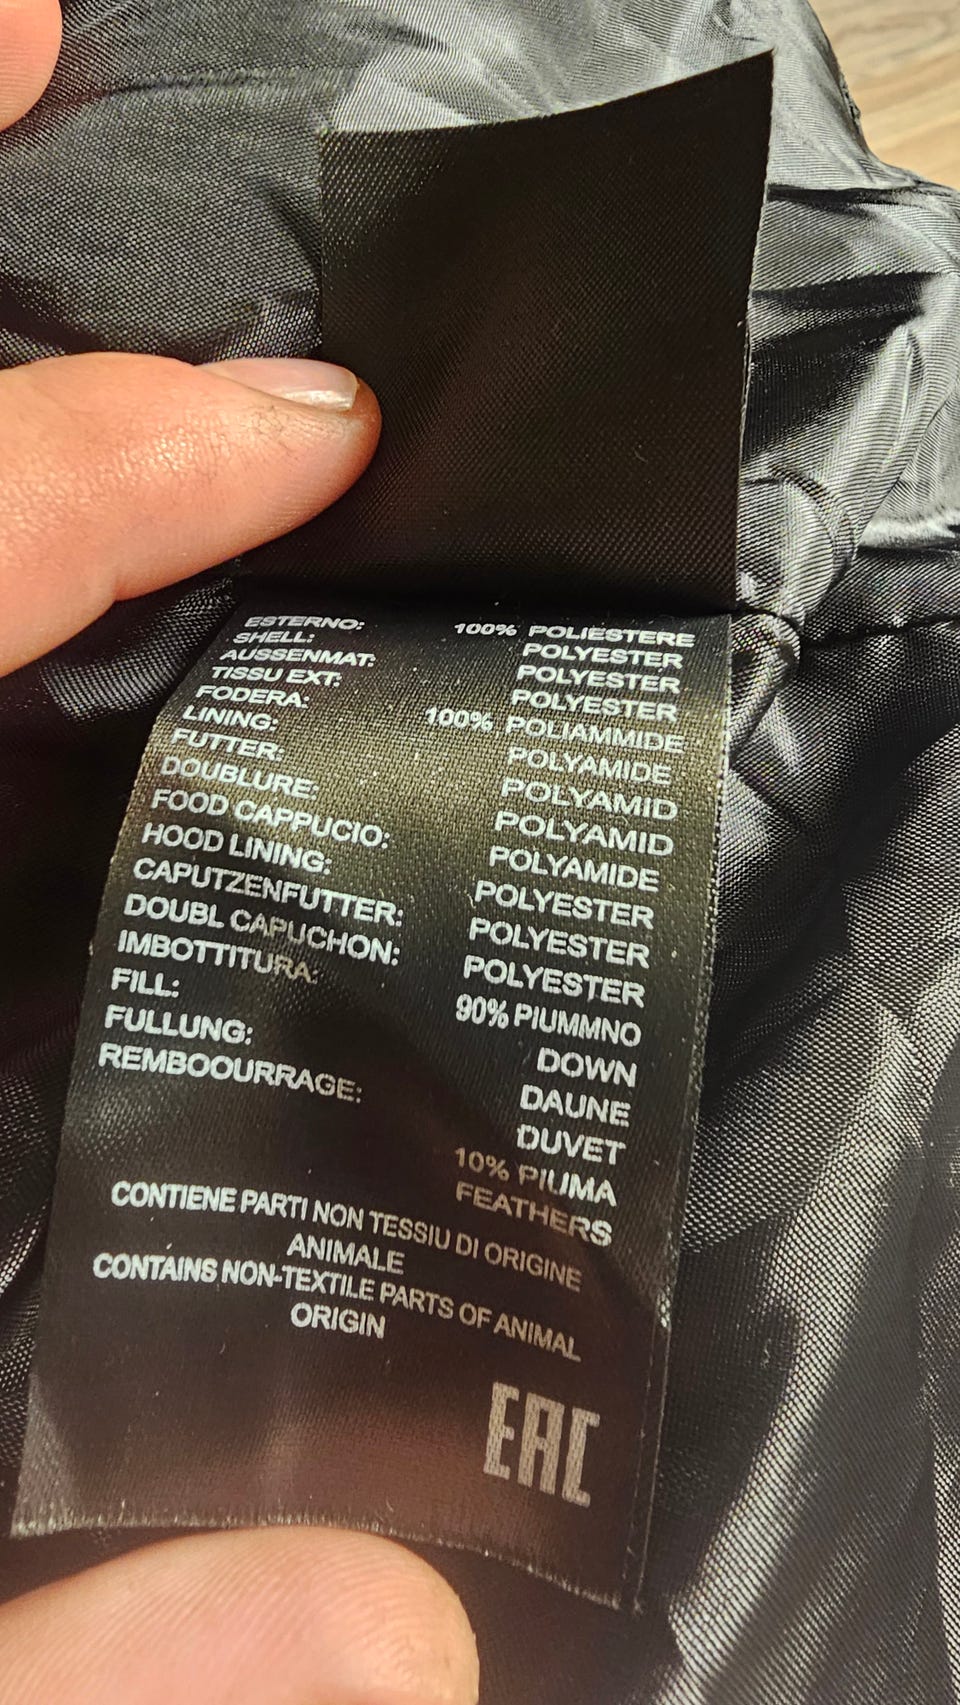 ESTERNO: 100% POLIESTERE
SHELL: POLYESTER
AUSSENMAT: POLYESTER
TISSU EXT: POLYESTER
FODERA: 100% POLIAMMIDE
LINING: POLYAMIDE
FUTTER: POLYAMID
DOUBLURE: POLYAMID
FOOD CAPPUCIO: POLYAMIDE
HOOD LINING: POLYESTER
CAPUTZENFUTTER: POLYESTER
DOUBL CAPUCHON: POLYESTER
IMBOTTITURA: 90% PIUMMNO
FILL: DOWN
FULLUNG: DAUNE
REMBOOURRAGE: DUVET
10% PIUMA
FEATHERS
CONTIENE PARTI NON TESSIU DI ORIGINE
ANIMALE
CONTAINS NON-TEXTILE PARTS OF ANIMAL
ORIGIN
EAC